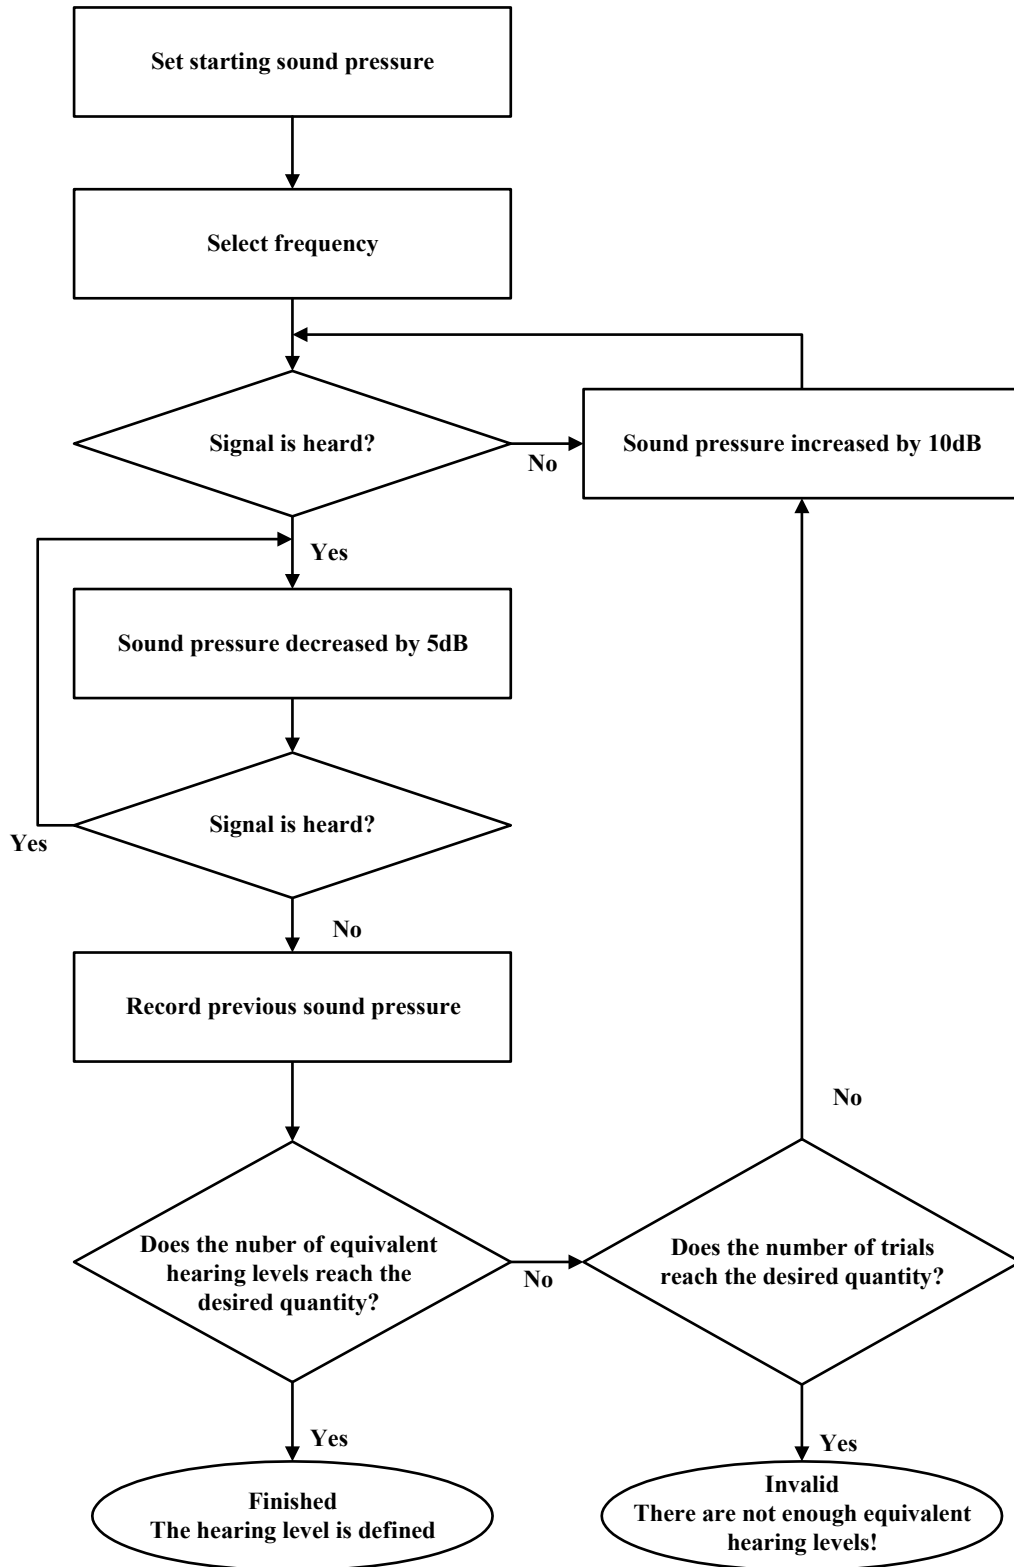 Set starting sound pressure
Select frequency
Signal is heard?
No
Sound pressure increased by 10dB
Yes
Sound pressure decreased by 5dB
Signal is heard?
Yes
No
Record previous sound pressure
No
Does the nuber of equivalent
hearing levels reach the
desired quantity?
No
Does the number of trials
reach the desired quantity?
Yes
Yes
Finished
The hearing level is defined
Invalid
There are not enough equivalent
hearing levels!